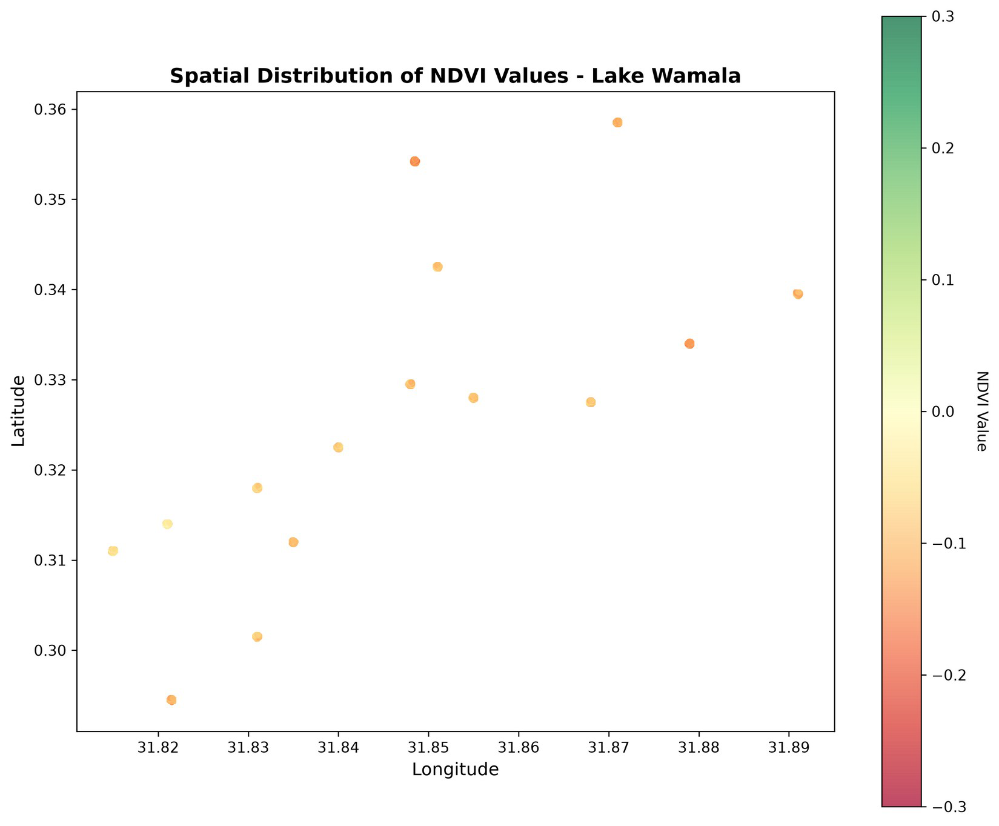 Spatial Distribution of NDVI Values - Lake Wamala
0.36
0.35
0.34
0.33
0.32
0.31
0.30
Latitude
31.82 31.83 31.84 31.85 31.86 31.87 31.88 31.89
Longitude
0.3
0.2
0.1
0.0
−0.1
−0.2
−0.3
NDVI Value